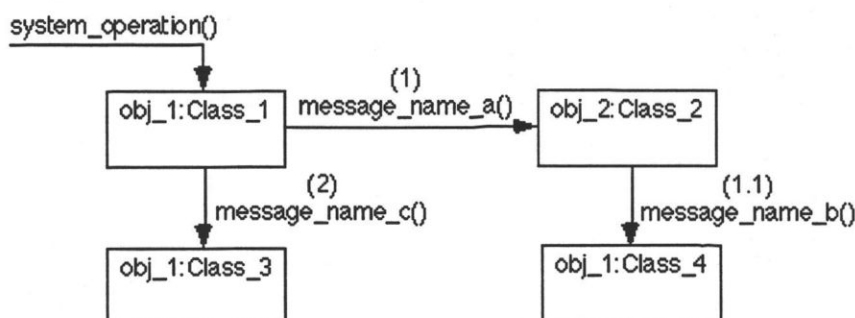 system_operation()
(1)
obj_1:Class_1
message_name_a()
obj_2:Class_2
(2)
message_name_c()
(1.1)
message_name_b()
obj_1:Class_3
obj_1:Class_4